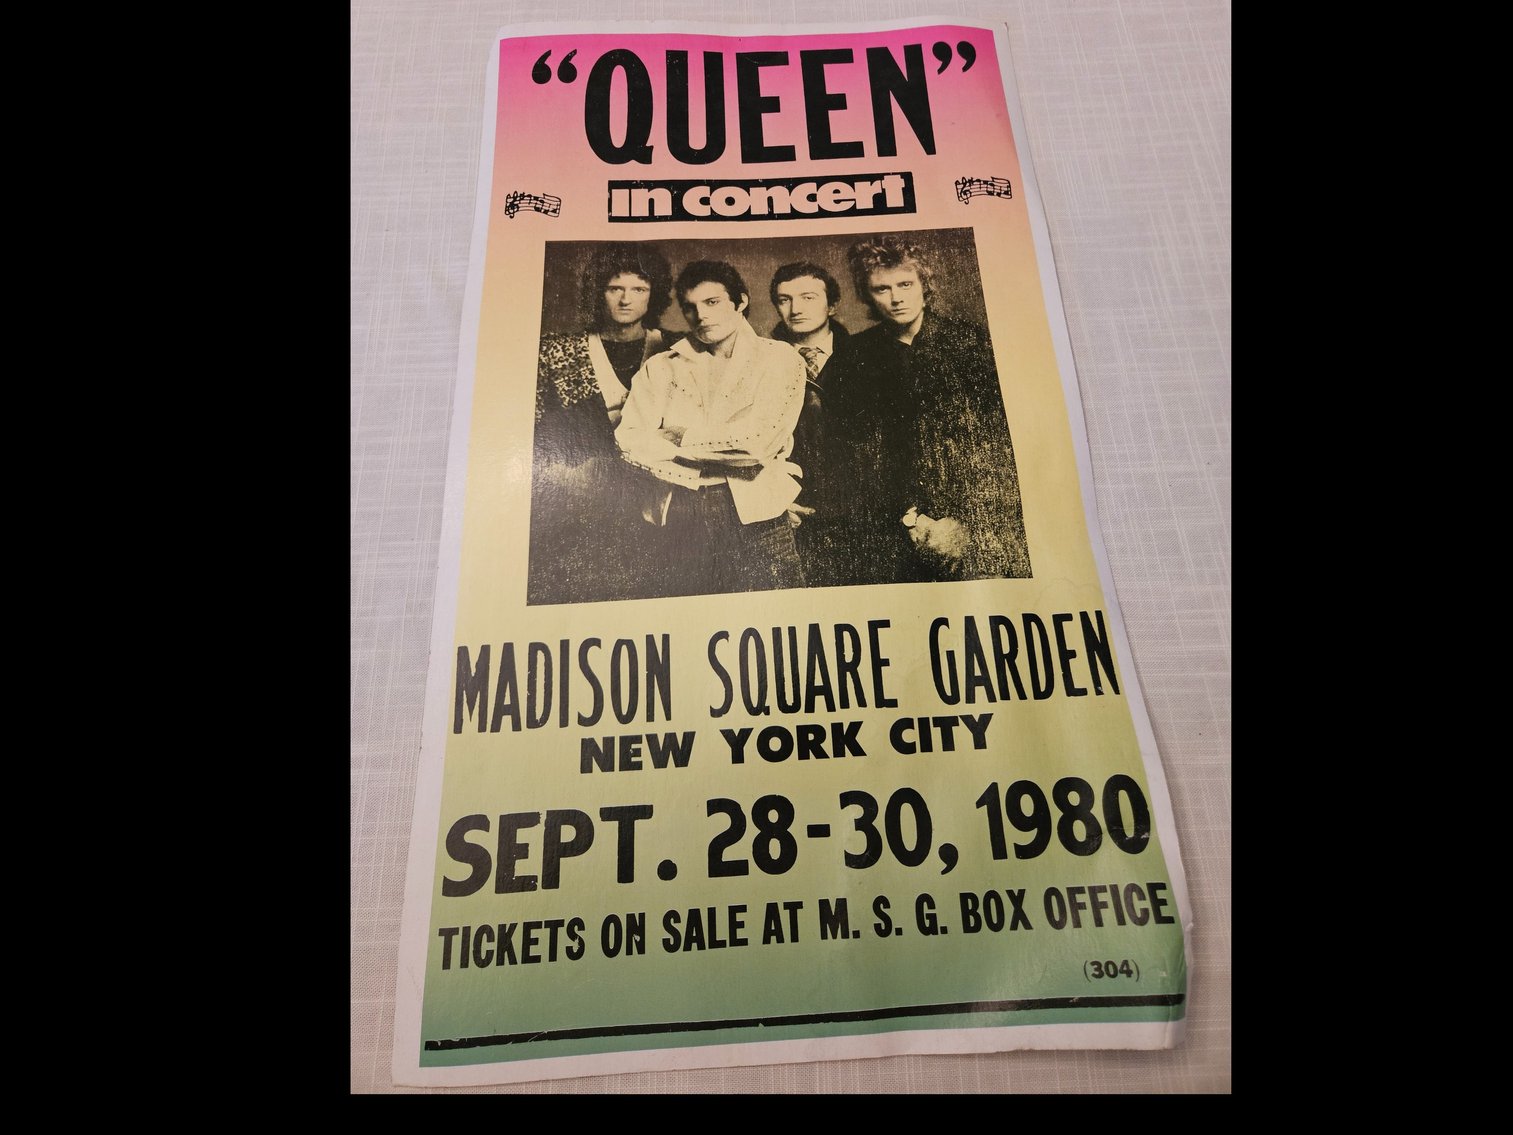 “QUEEN”
in concert
MADISON SQUARE GARDEN
NEW YORK CITY
SEPT. 28-30, 1980
TICKETS ON SALE AT M. S. G. BOX OFFICE
(304)